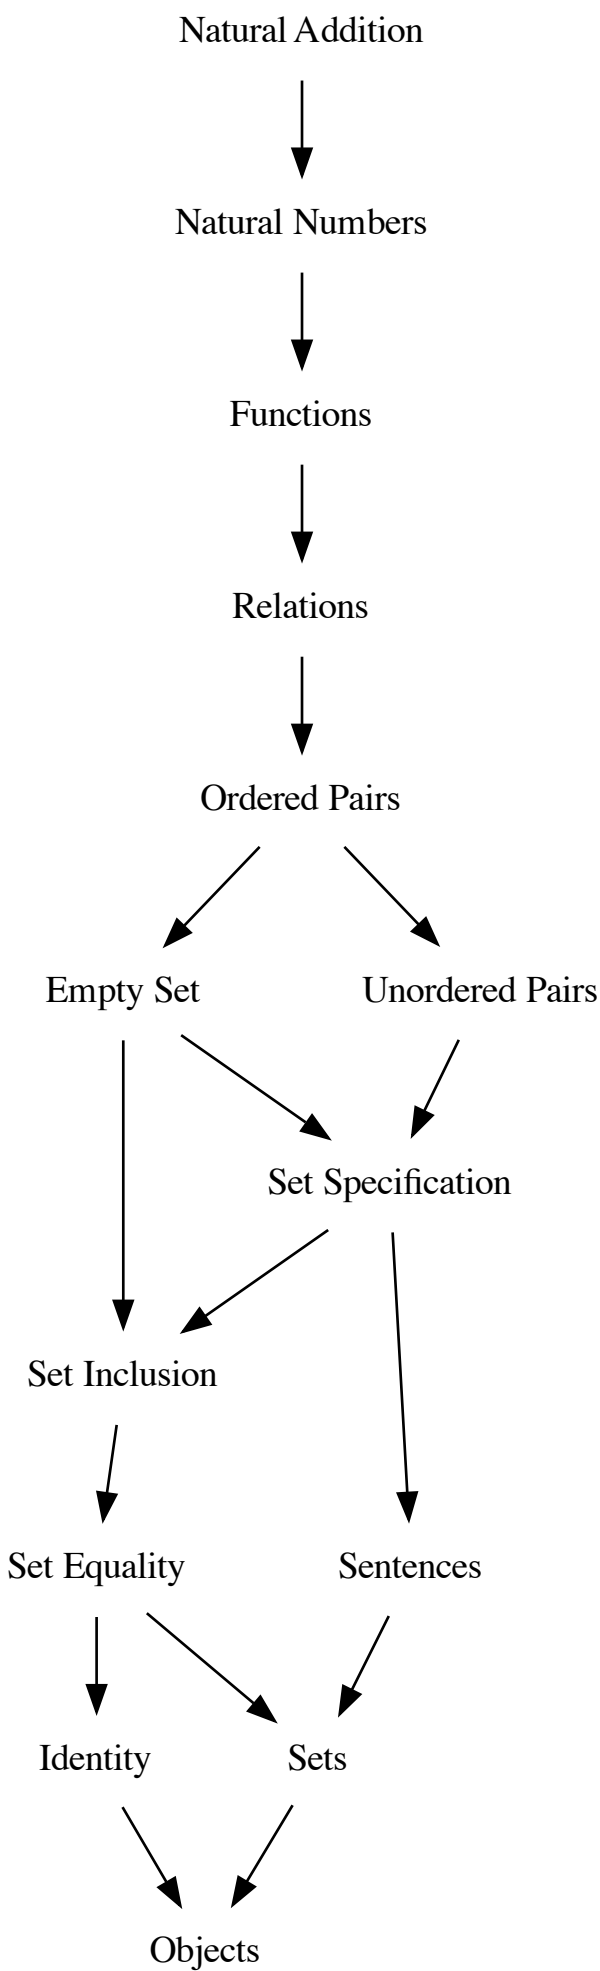 Natural Addition
Natural Numbers
Functions
Relations
Ordered Pairs
Empty Set
Unordered Pairs
Set Specification
Set Inclusion
Set Equality
Sentences
Identity
Sets
Objects